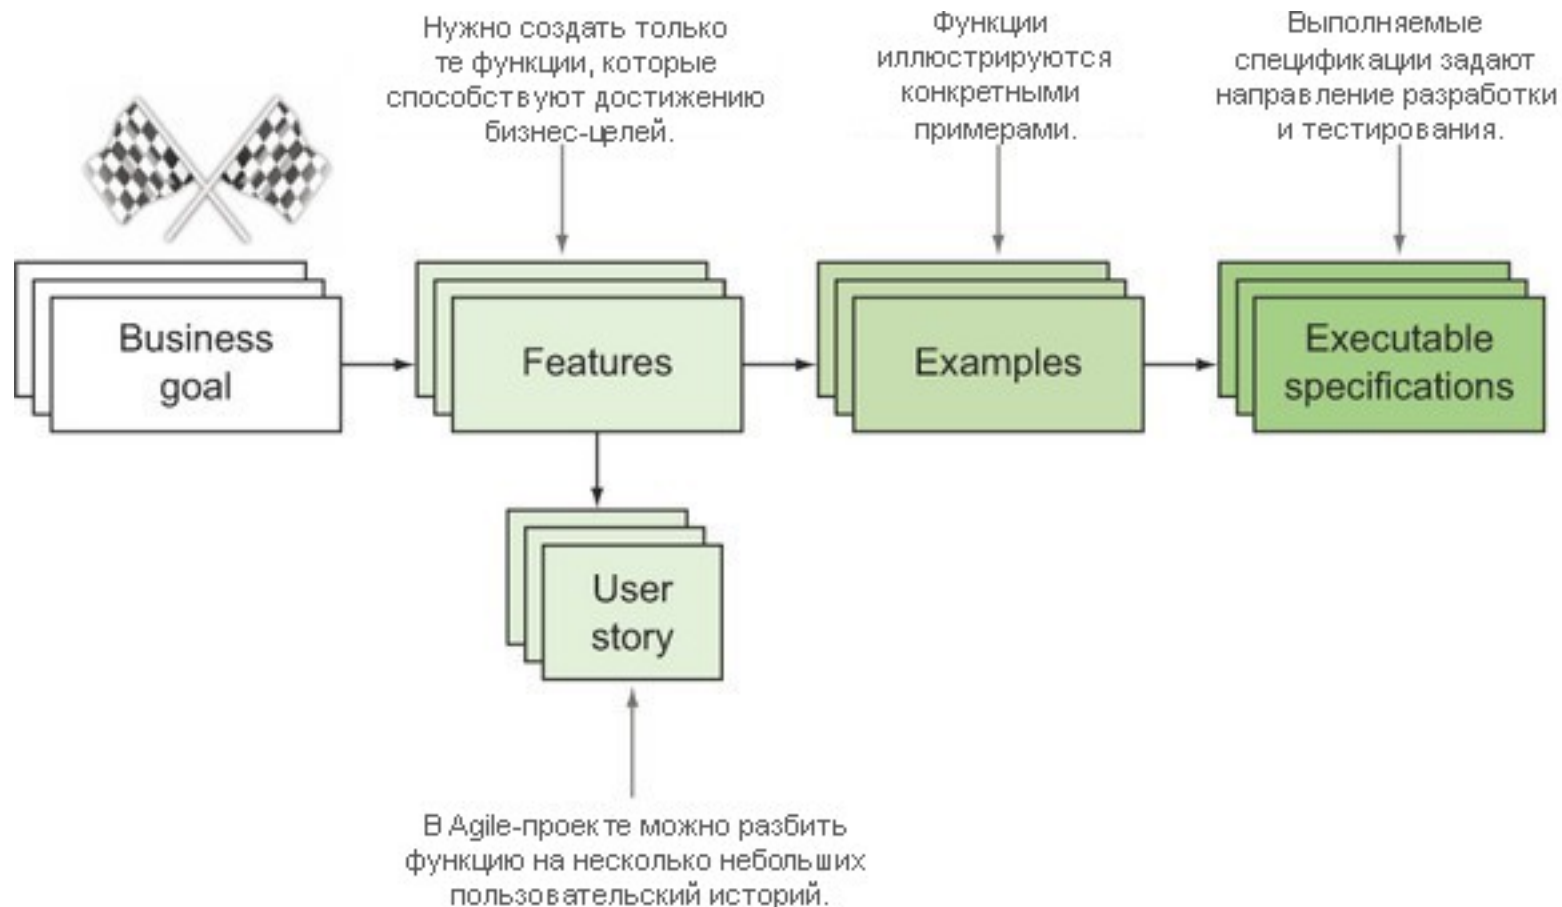 Нужно создать только
те функции, которые
способствуют достижению
бизнес-целей.
Функции
иллюстрируются
конкретными
примерами.
Выполняемые
спецификации задают
направление разработки
и тестирования.
Business
goal
Features
Examples
Executable
specifications
User
story
В Agile-проекте можно разбить
функцию на несколько небольших
пользовательский историй.